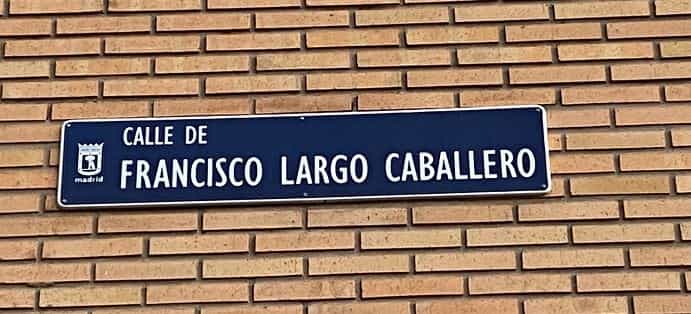 CALLE DE
FRANCISCO LARGO CABALLERO
madrid